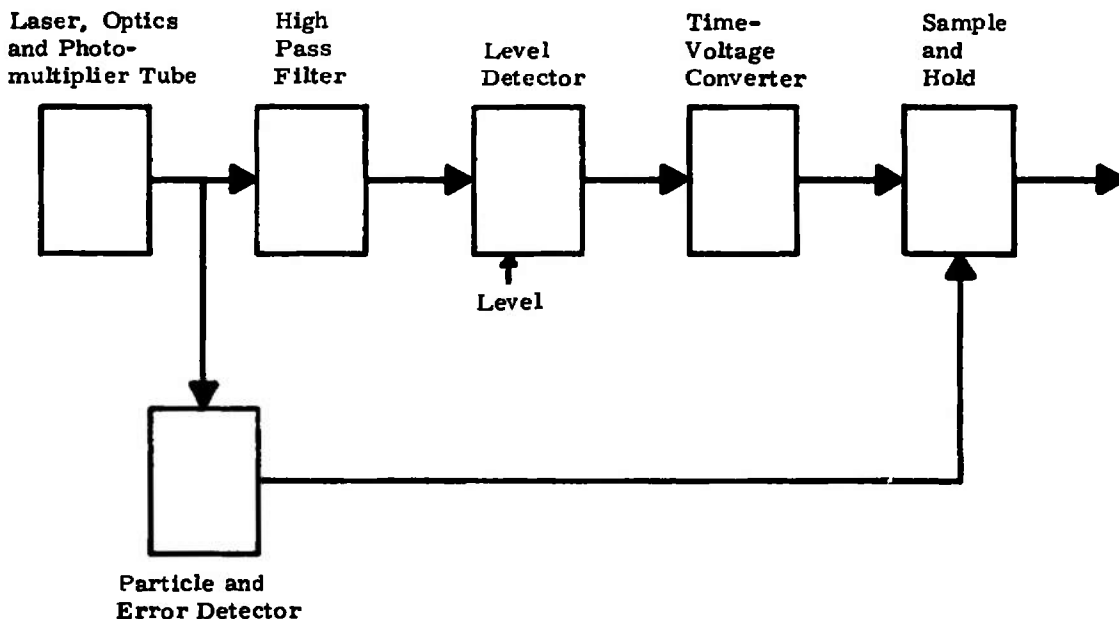 Laser, Optics
and Photo-
multiplier Tube
High
Pass
Filter
Level
Detector
Time-
Voltage
Converter
Sample
and
Hold
Level
Particle and
Error Detector